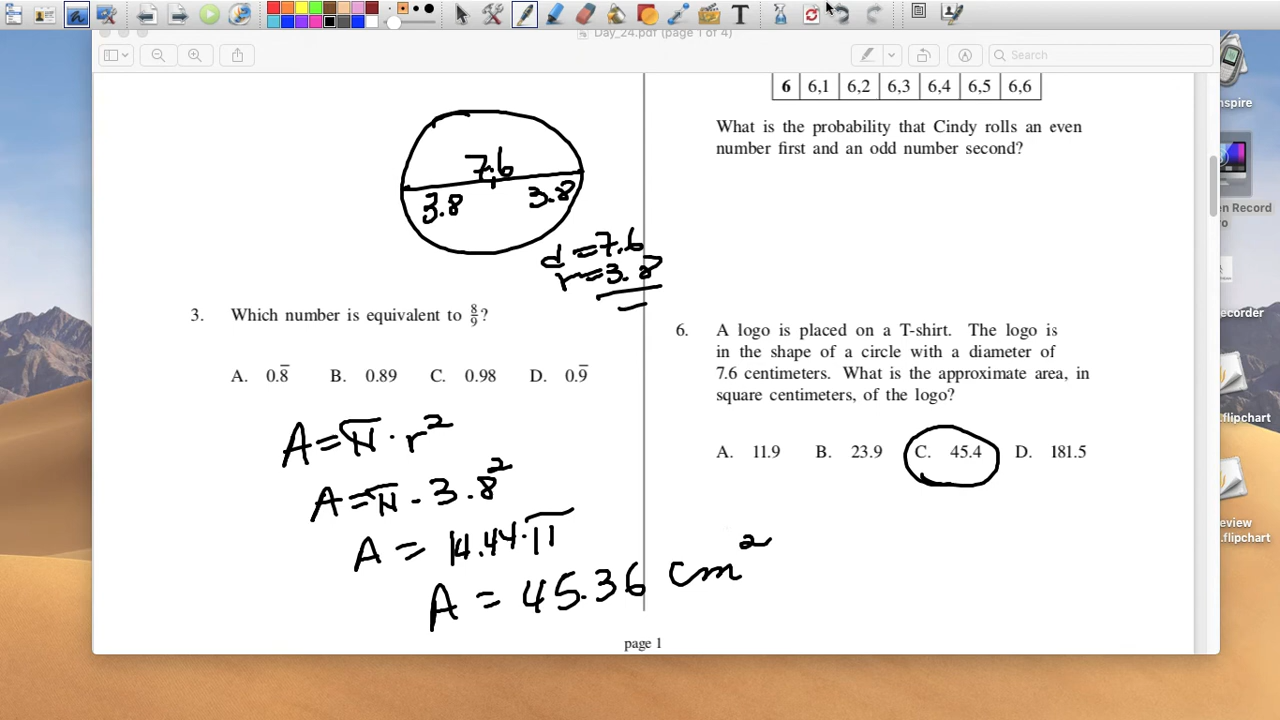 Day_24.pdf (page 1 of 4)
Search
7.6
3.8 3.8
d = 7.6
r = 3.8
3. Which number is equivalent to 8/9?
A. 0.8̅ B. 0.89 C. 0.98 D. 0.9̅
A = π · r²
A = π · 3.8²
A = 14.44 · π
A = 45.36 cm²
6 6,1 6,2 6,3 6,4 6,5 6,6
What is the probability that Cindy rolls an even
number first and an odd number second?
6. A logo is placed on a T-shirt. The logo is
in the shape of a circle with a diameter of
7.6 centimeters. What is the approximate area, in
square centimeters, of the logo?
A. 11.9 B. 23.9 C. 45.4 D. 181.5
page 1
nspire
en Record
ro
ecorder
.flipchart
eview
.flipchart